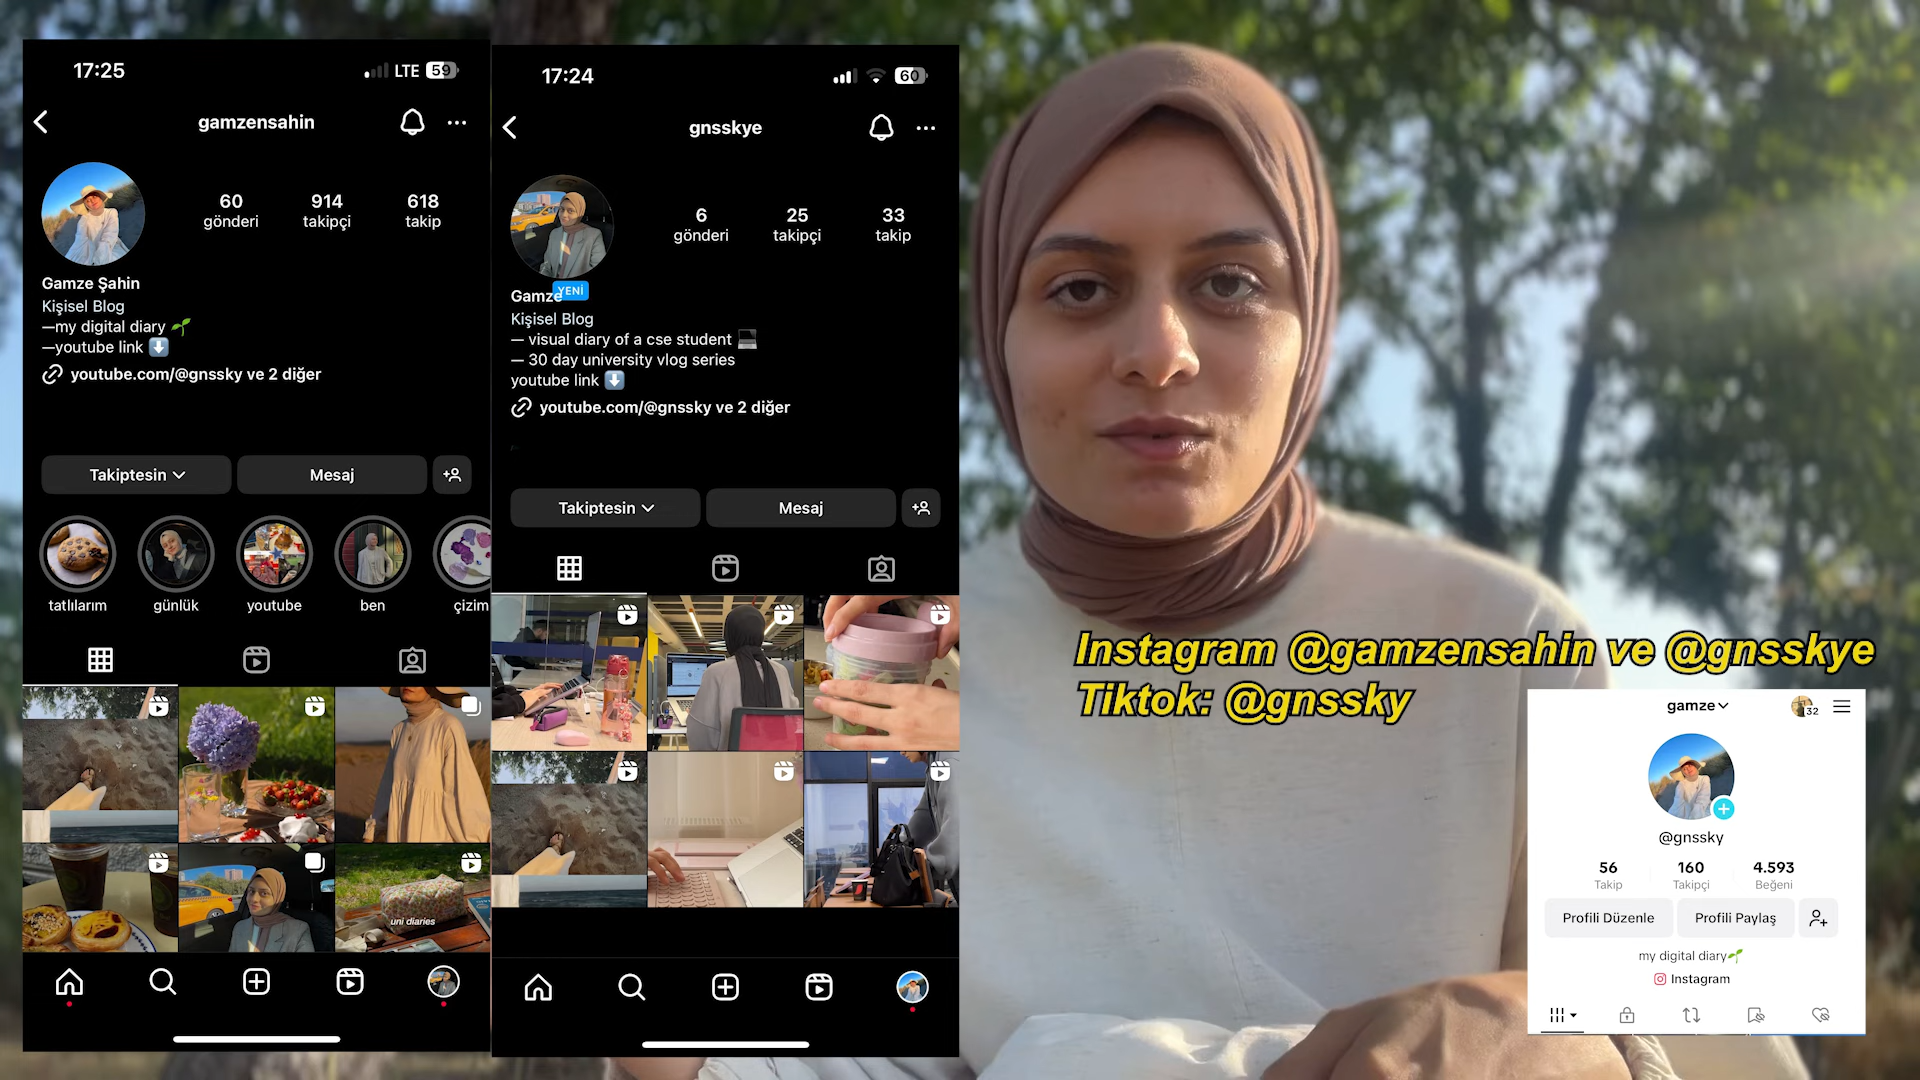 17:25
LTE 59
gamzensahin
60 gönderi
914 takipçi
618 takip
Gamze Şahin
Kişisel Blog
—my digital diary 🌱
—youtube link ⬇️
youtube.com/@gnssky ve 2 diğer
Takiptesin
Mesaj
tatlılarım
günlük
youtube
ben
çizim
uni diaries
17:24
60
gnsskye
6 gönderi
25 takipçi
33 takip
Gamze
YENİ
Kişisel Blog
— visual diary of a cse student 💻
— 30 day university vlog series
youtube link ⬇️
youtube.com/@gnssky ve 2 diğer
Takiptesin
Mesaj
Instagram @gamzensahin ve @gnsskye
Tiktok: @gnssky
gamze
32
@gnssky
56 Takip
160 Takipçi
4.593 Beğeni
Profili Düzenle
Profili Paylaş
my digital diary🌱
Instagram